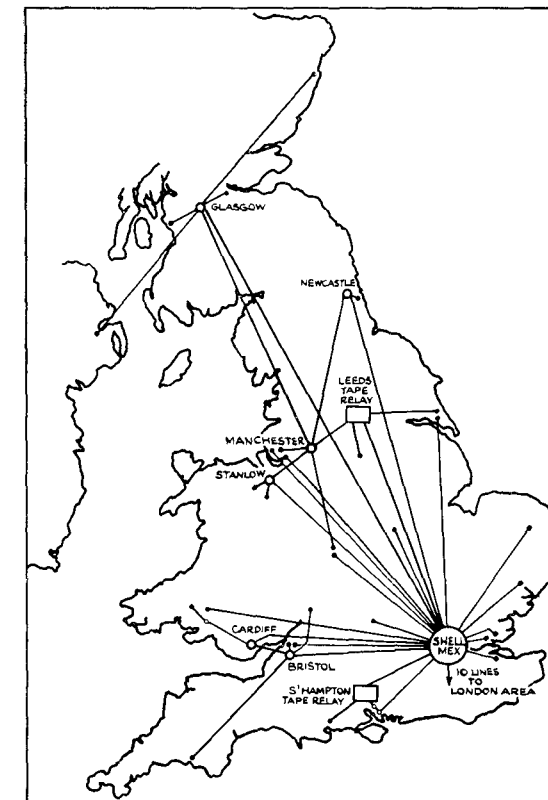 GLASGOW
NEWCASTLE
LEEDS
TAPE
RELAY
MANCHESTER
STANLOW
CARDIFF
BRISTOL
SHELL
MEX
10 LINES
TO
LONDON AREA
S'HAMPTON
TAPE RELAY